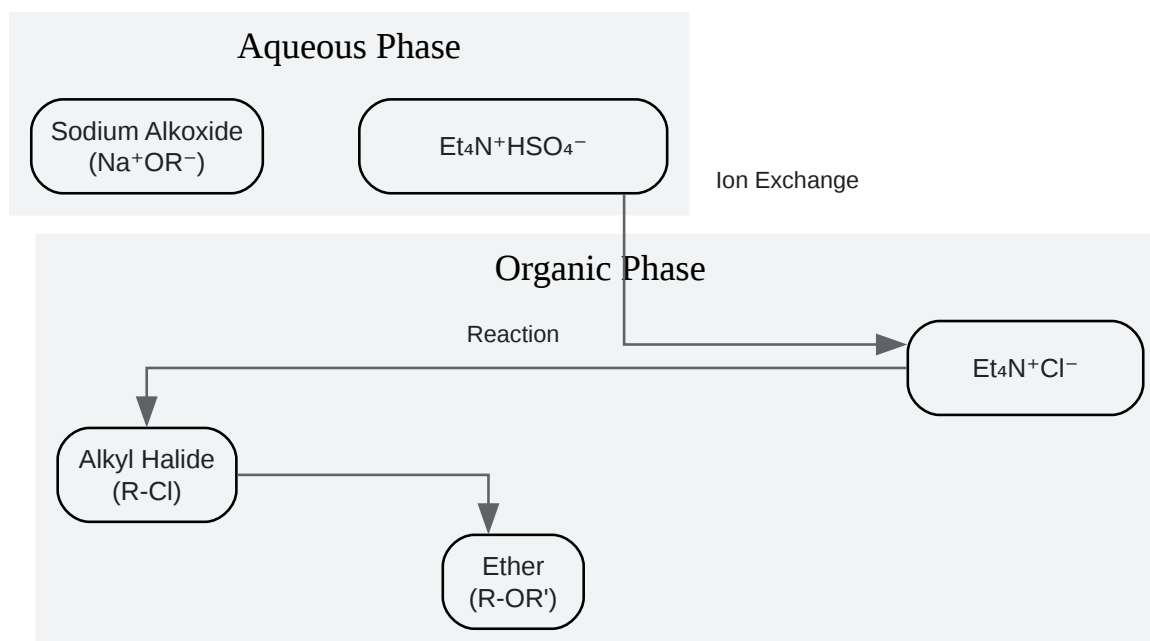 Aqueous Phase
Sodium Alkoxide
(Na⁺OR⁻)
Et₄N⁺HSO₄⁻
Ion Exchange
Organic Phase
Reaction
Et₄N⁺Cl⁻
Alkyl Halide
(R-Cl)
Ether
(R-OR')